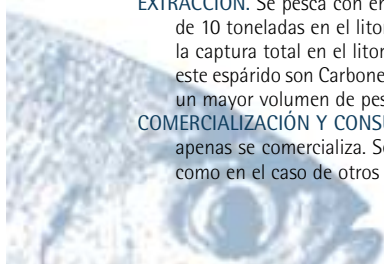 EXTRACCIÓN. Se pesca con en
de 10 toneladas en el litor
la captura total en el litor
este espárido son Carbone
un mayor volumen de pes
COMERCIALIZACIÓN Y CONSU
apenas se comercializa. Se
como en el caso de otros